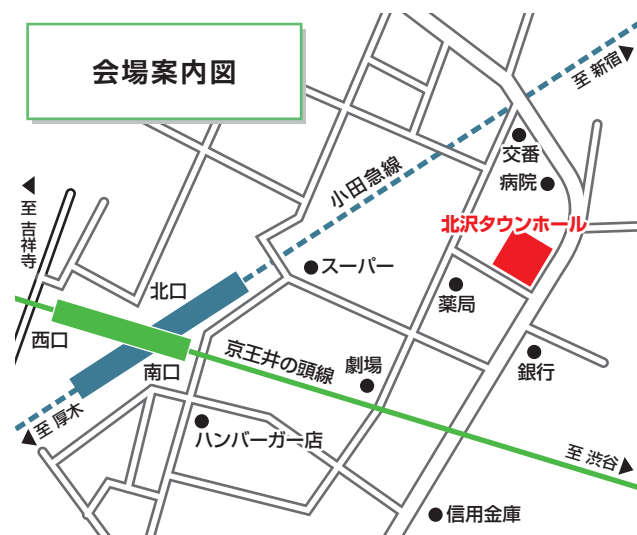 会場案内図
至 新宿
交番
病院
小田急線
北沢タウンホール
至 吉祥寺
スーパー
北口
薬局
西口
京王井の頭線
劇場
南口
銀行
至 厚木
ハンバーガー店
至 渋谷
信用金庫